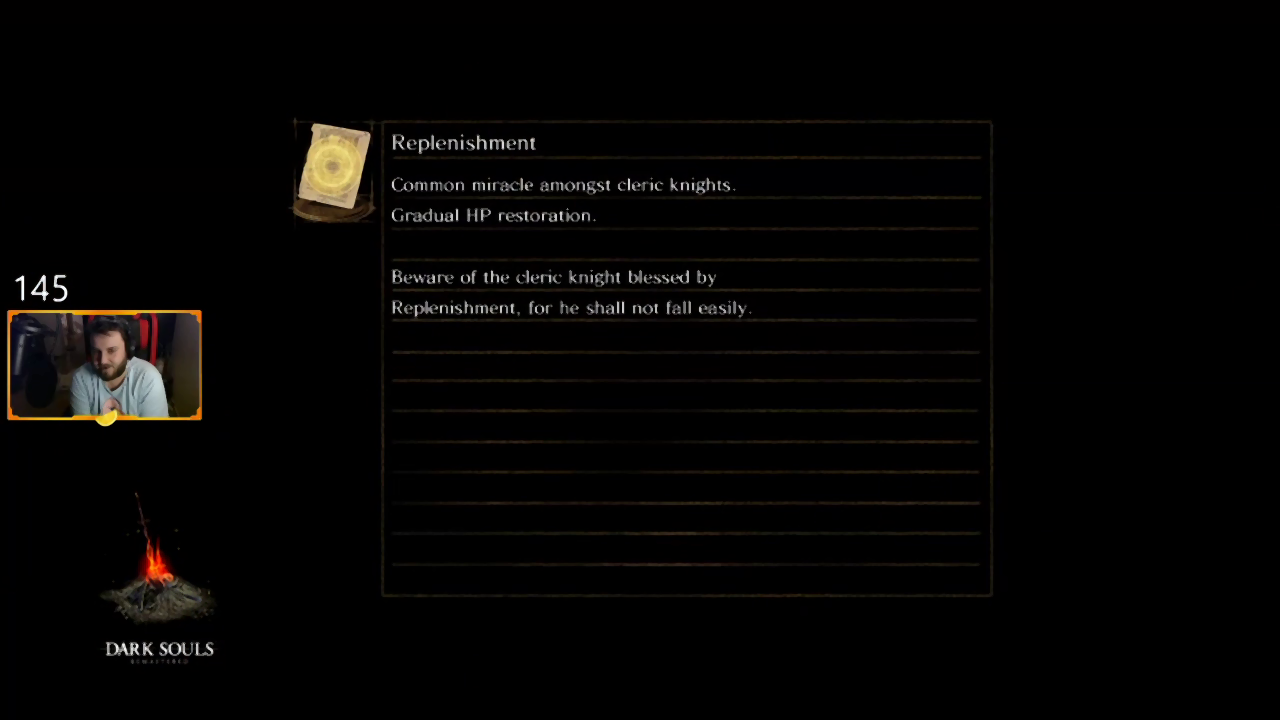 Replenishment
Common miracle amongst cleric knights.
Gradual HP restoration.
Beware of the cleric knight blessed by
Replenishment, for he shall not fall easily.
145
DARK SOULS
REMASTERED